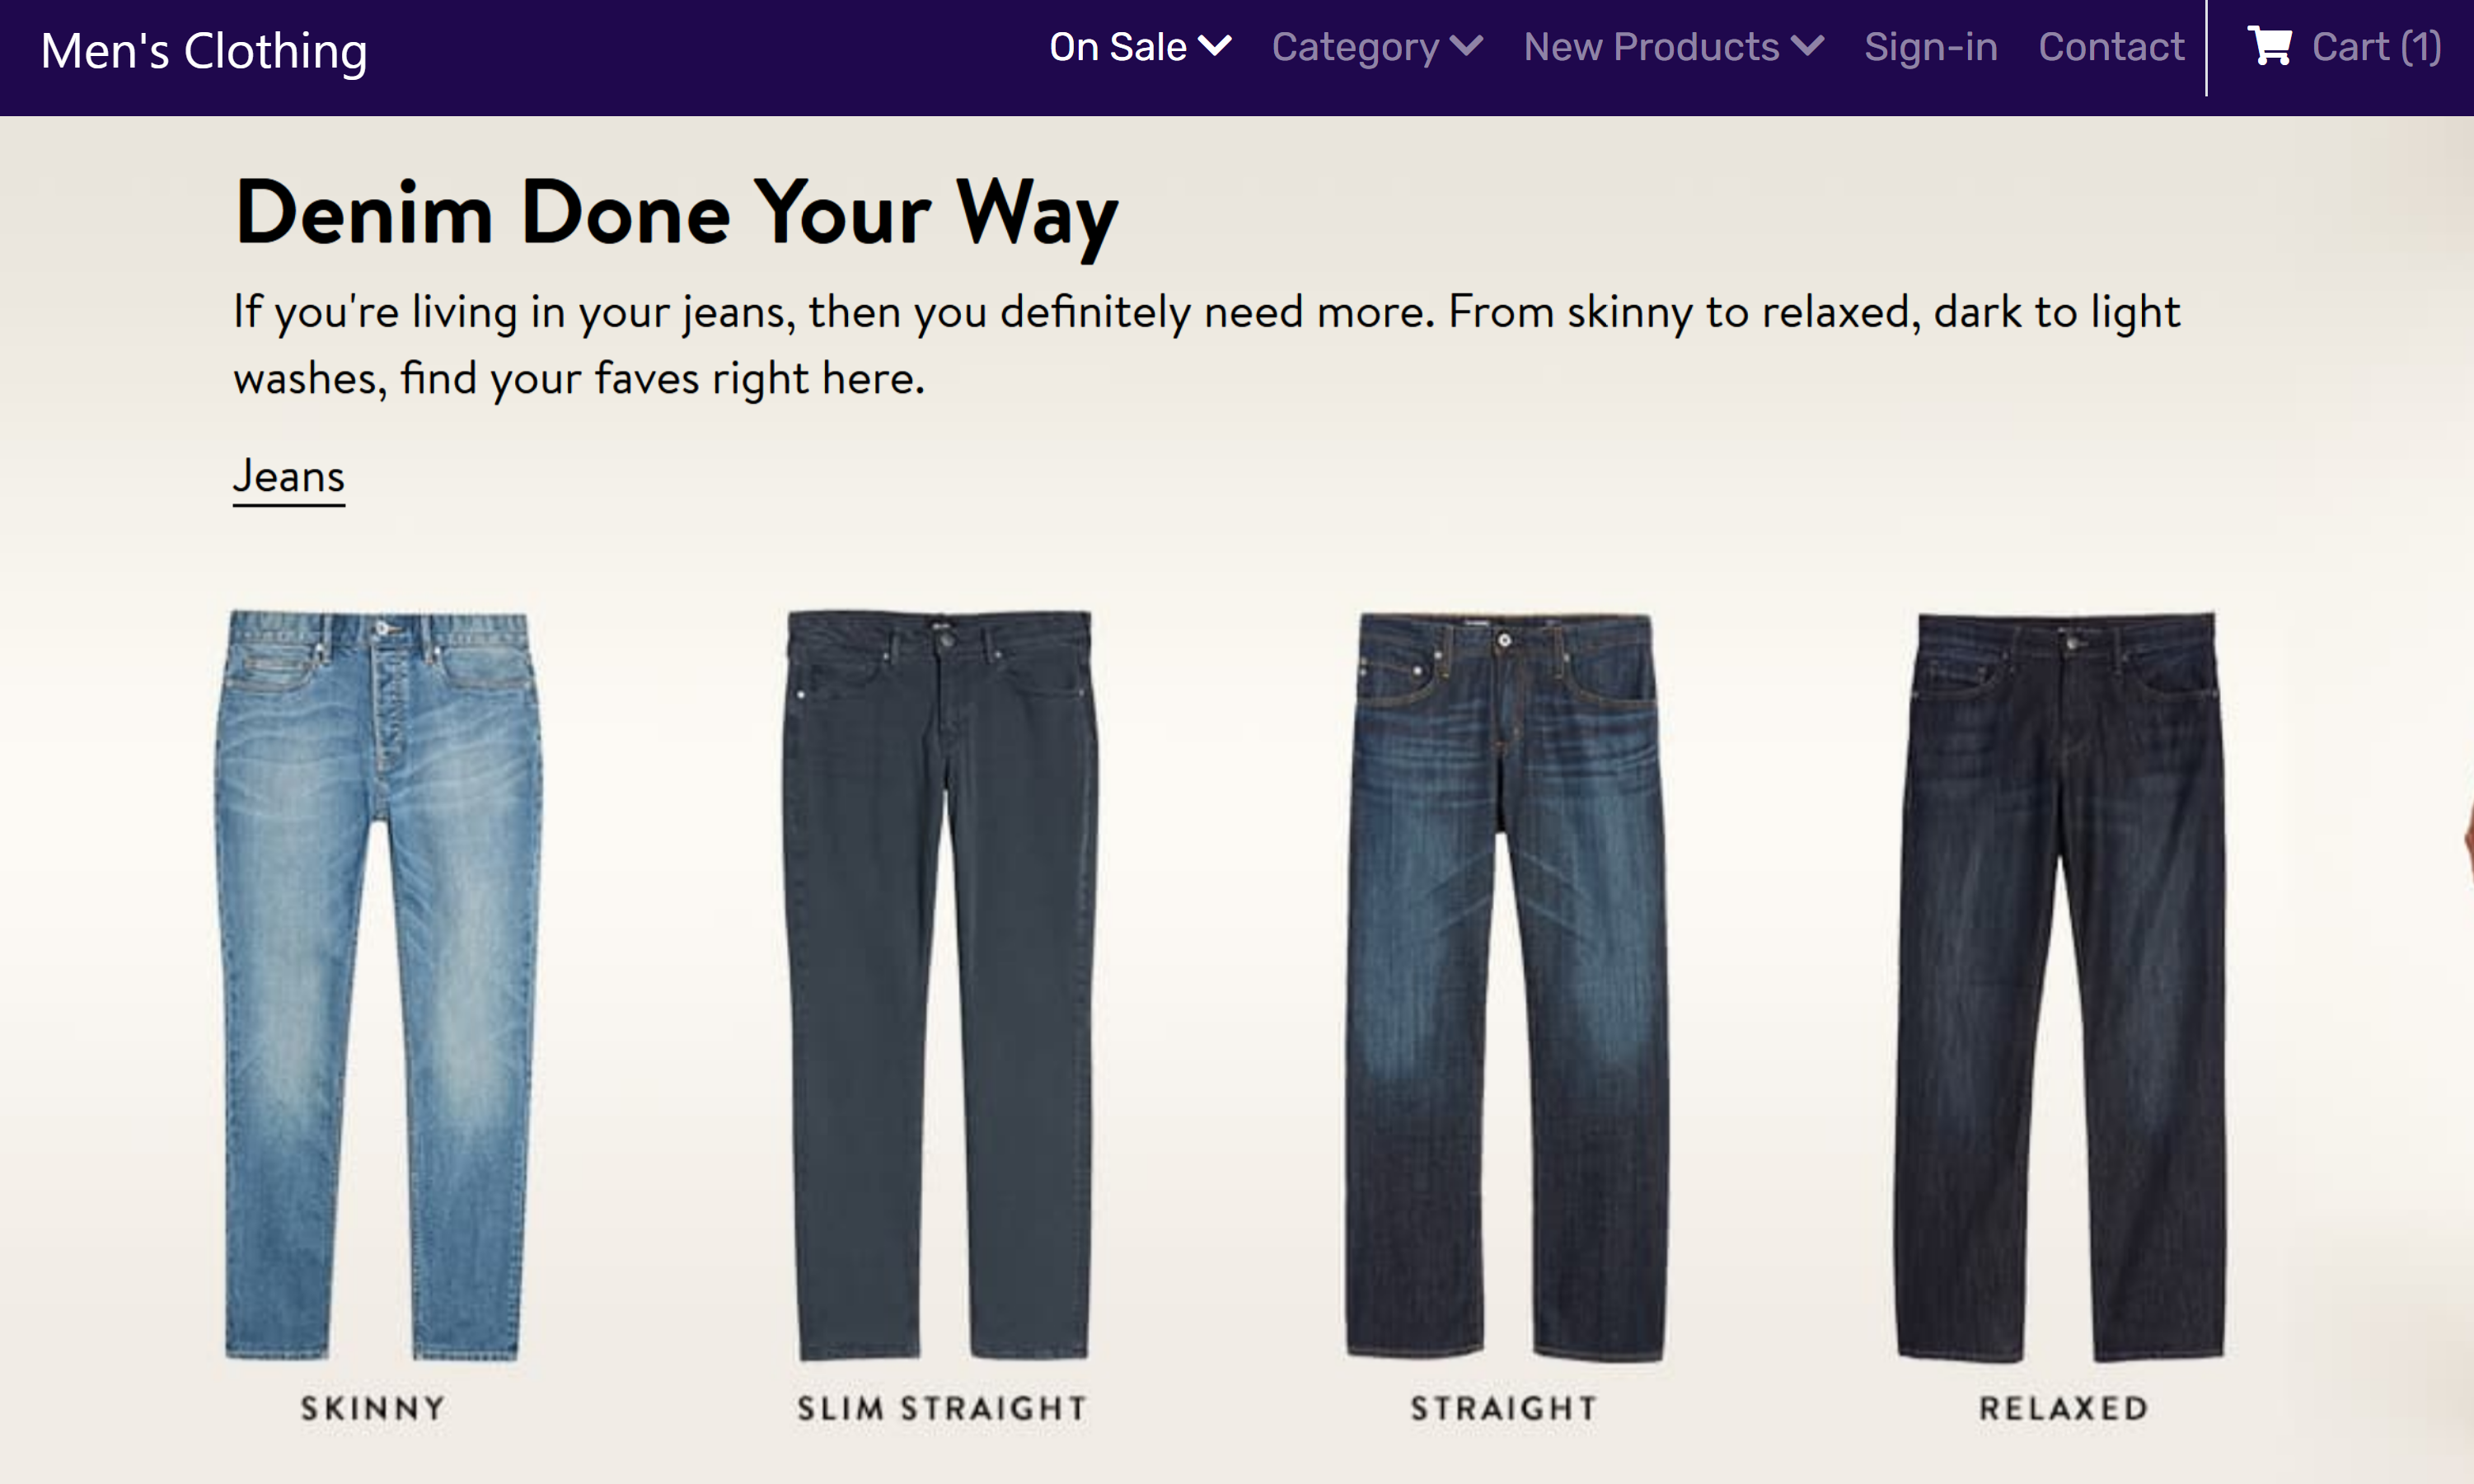 Men's Clothing
On Sale
Category
New Products
Sign-in
Contact
Cart (1)
Denim Done Your Way
If you're living in your jeans, then you definitely need more. From skinny to relaxed, dark to light
washes, find your faves right here.
Jeans
SKINNY
SLIM STRAIGHT
STRAIGHT
RELAXED